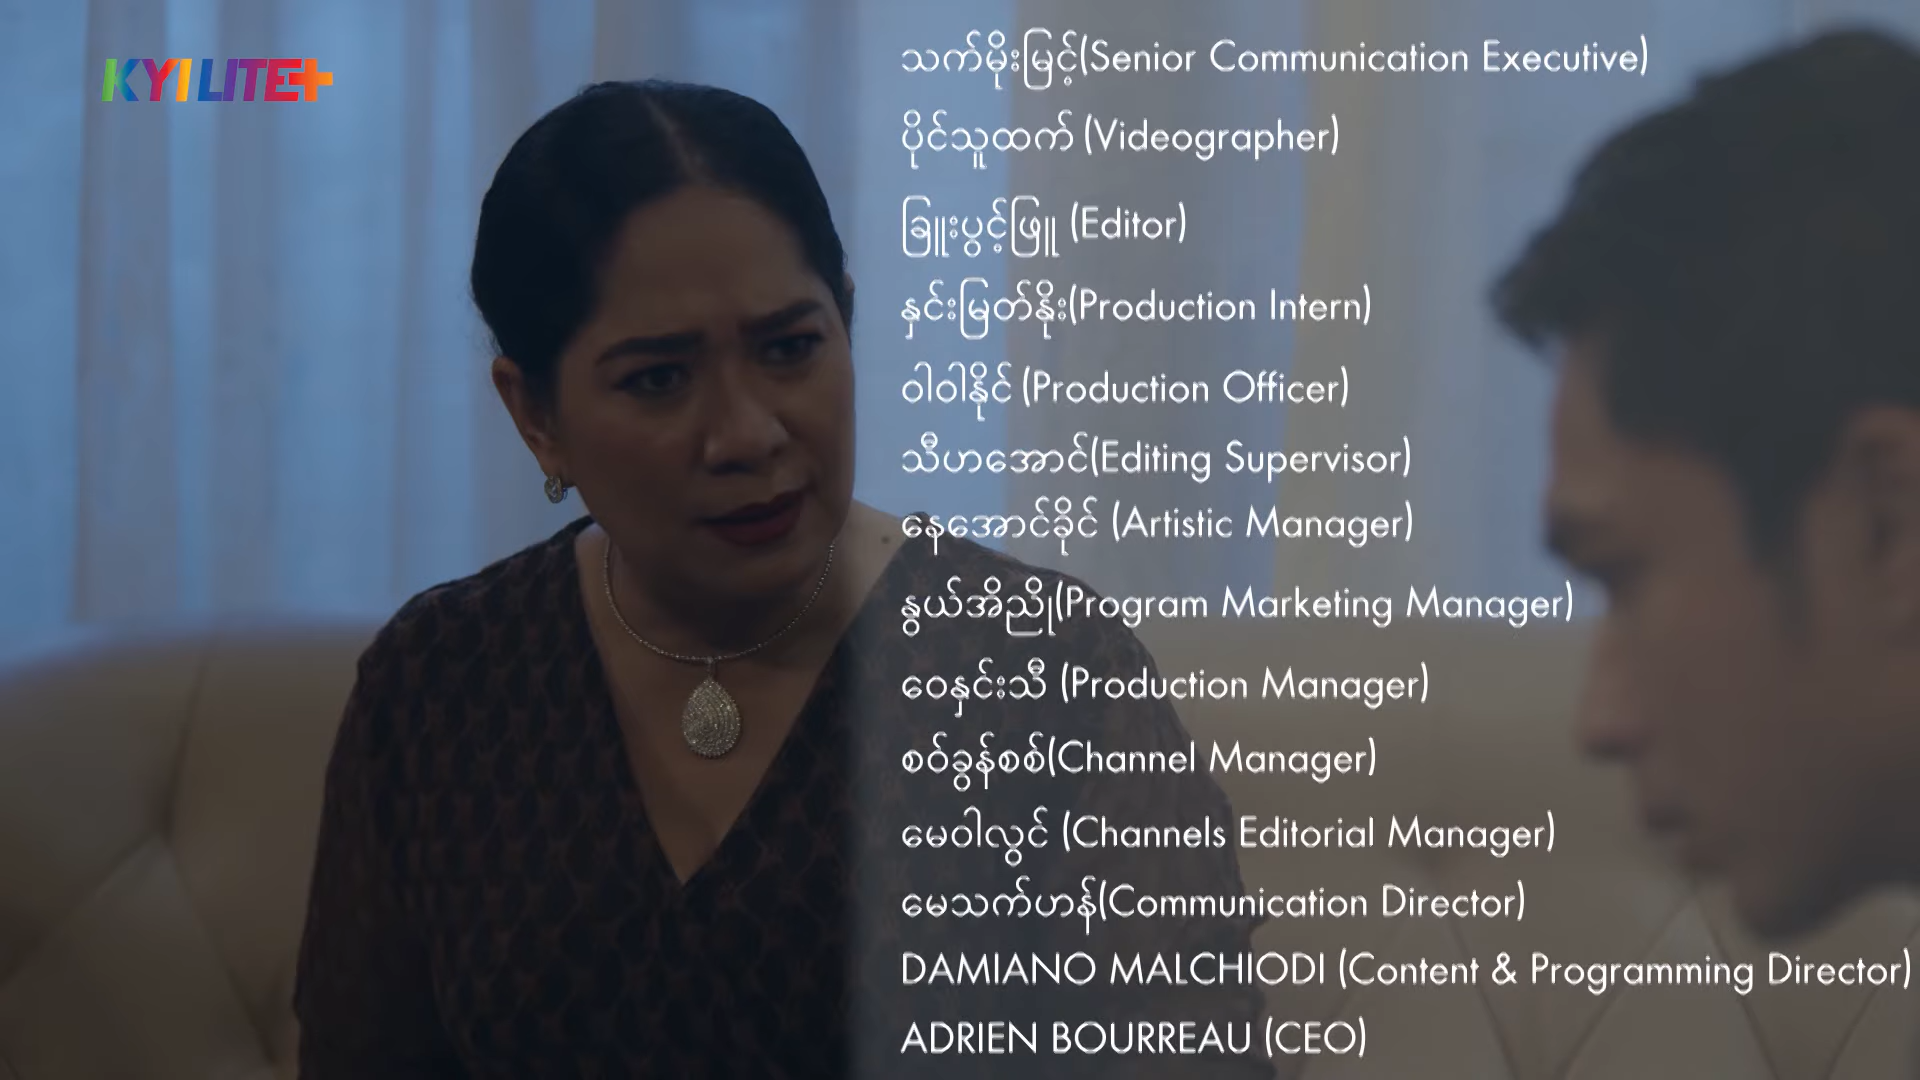 KYI LITE+
သက်မိုးမြင့်(Senior Communication Executive)
ပိုင်သူထက် (Videographer)
ခြူးပွင့်ဖြူ (Editor)
နှင်းမြတ်နိုး(Production Intern)
ဝါဝါနိုင် (Production Officer)
သီဟအောင်(Editing Supervisor)
နေအောင်ခိုင် (Artistic Manager)
နွယ်အိညို(Program Marketing Manager)
ဝေနှင်းသီ (Production Manager)
စဝ်ခွန်စစ်(Channel Manager)
မေဝါလွင် (Channels Editorial Manager)
မေသက်ဟန်(Communication Director)
DAMIANO MALCHIODI (Content & Programming Director)
ADRIEN BOURREAU (CEO)